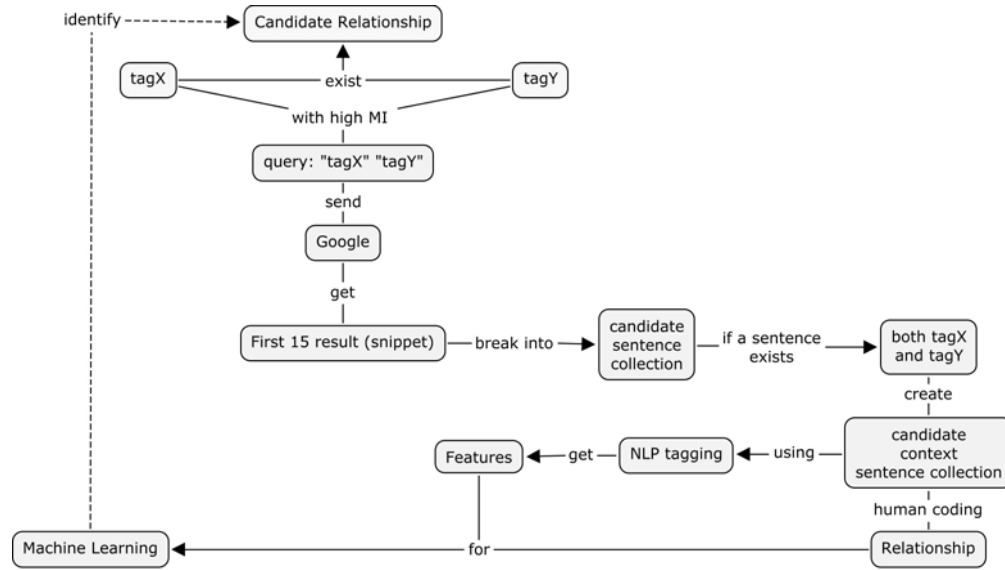 identify
Candidate Relationship
tagX
exist
tagY
with high MI
query: "tagX" "tagY"
send
Google
get
First 15 result (snippet)
break into
candidate
sentence
collection
if a sentence
exists
both tagX
and tagY
create
candidate
context
sentence collection
using
NLP tagging
get
Features
human coding
Relationship
for
Machine Learning